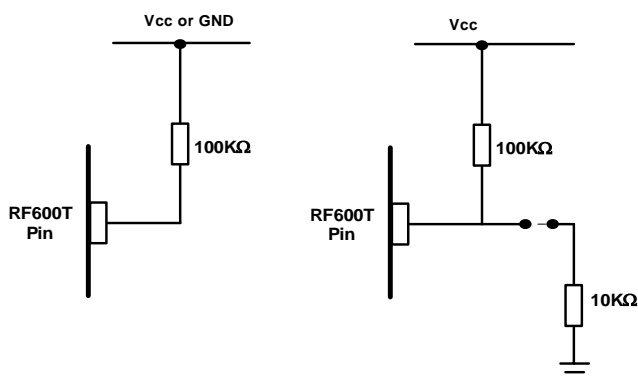 Vcc or GND
100KΩ
RF600T
Pin
Vcc
100KΩ
RF600T
Pin
10KΩ